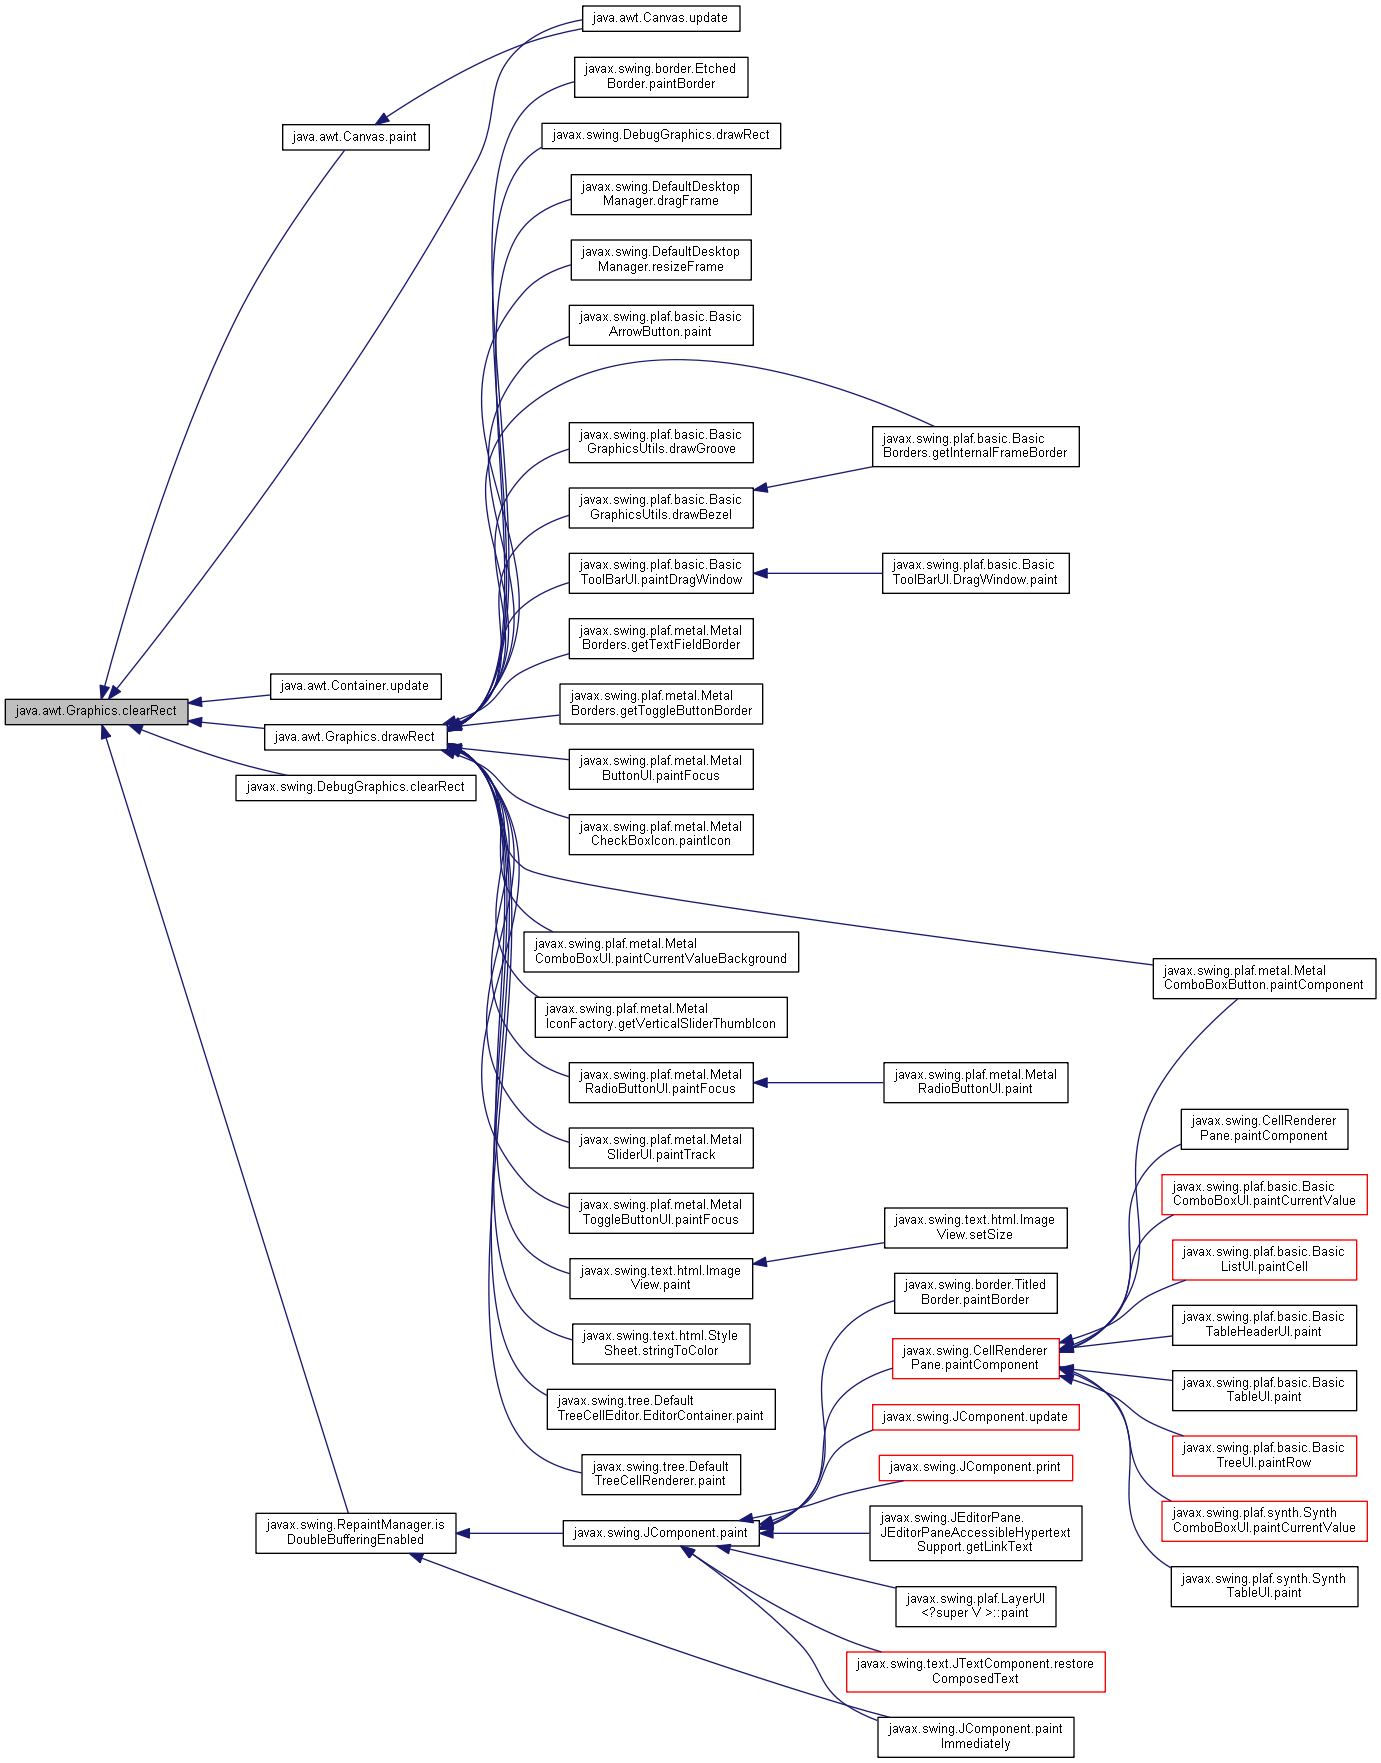 java.awt.Canvas.update
javax.swing.border.Etched
Border.paintBorder
java.awt.Canvas.paint
javax.swing.DebugGraphics.drawRect
javax.swing.DefaultDesktop
Manager.dragFrame
javax.swing.DefaultDesktop
Manager.resizeFrame
javax.swing.plaf.basic.Basic
ArrowButton.paint
javax.swing.plaf.basic.Basic
GraphicsUtils.drawGroove
javax.swing.plaf.basic.Basic
Borders.getInternalFrameBorder
javax.swing.plaf.basic.Basic
GraphicsUtils.drawBezel
javax.swing.plaf.basic.Basic
ToolBarUI.paintDragWindow
javax.swing.plaf.basic.Basic
ToolBarUI.DragWindow.paint
javax.swing.plaf.metal.Metal
Borders.getTextFieldBorder
java.awt.Container.update
javax.swing.plaf.metal.Metal
Borders.getToggleButtonBorder
java.awt.Graphics.clearRect
java.awt.Graphics.drawRect
javax.swing.plaf.metal.Metal
ButtonUI.paintFocus
javax.swing.DebugGraphics.clearRect
javax.swing.plaf.metal.Metal
CheckBoxIcon.paintIcon
javax.swing.plaf.metal.Metal
ComboBoxUI.paintCurrentValueBackground
javax.swing.plaf.metal.Metal
ComboBoxButton.paintComponent
javax.swing.plaf.metal.Metal
IconFactory.getVerticalSliderThumbIcon
javax.swing.plaf.metal.Metal
RadioButtonUI.paintFocus
javax.swing.plaf.metal.Metal
RadioButtonUI.paint
javax.swing.CellRenderer
Pane.paintComponent
javax.swing.plaf.metal.Metal
SliderUI.paintTrack
javax.swing.plaf.basic.Basic
ComboBoxUI.paintCurrentValue
javax.swing.plaf.metal.Metal
ToggleButtonUI.paintFocus
javax.swing.text.html.Image
View.setSize
javax.swing.plaf.basic.Basic
ListUI.paintCell
javax.swing.text.html.Image
View.paint
javax.swing.border.Titled
Border.paintBorder
javax.swing.plaf.basic.Basic
TableHeaderUI.paint
javax.swing.text.html.Style
Sheet.stringToColor
javax.swing.CellRenderer
Pane.paintComponent
javax.swing.plaf.basic.Basic
TableUI.paint
javax.swing.tree.Default
TreeCellEditor.EditorContainer.paint
javax.swing.JComponent.update
javax.swing.plaf.basic.Basic
TreeUI.paintRow
javax.swing.tree.Default
TreeCellRenderer.paint
javax.swing.JComponent.print
javax.swing.plaf.synth.Synth
ComboBoxUI.paintCurrentValue
javax.swing.RepaintManager.is
DoubleBufferingEnabled
javax.swing.JComponent.paint
javax.swing.JEditorPane.
JEditorPaneAccessibleHypertext
Support.getLinkText
javax.swing.plaf.synth.Synth
TableUI.paint
javax.swing.plaf.LayerUI
<?super V >::paint
javax.swing.text.JTextComponent.restore
ComposedText
javax.swing.JComponent.paint
Immediately